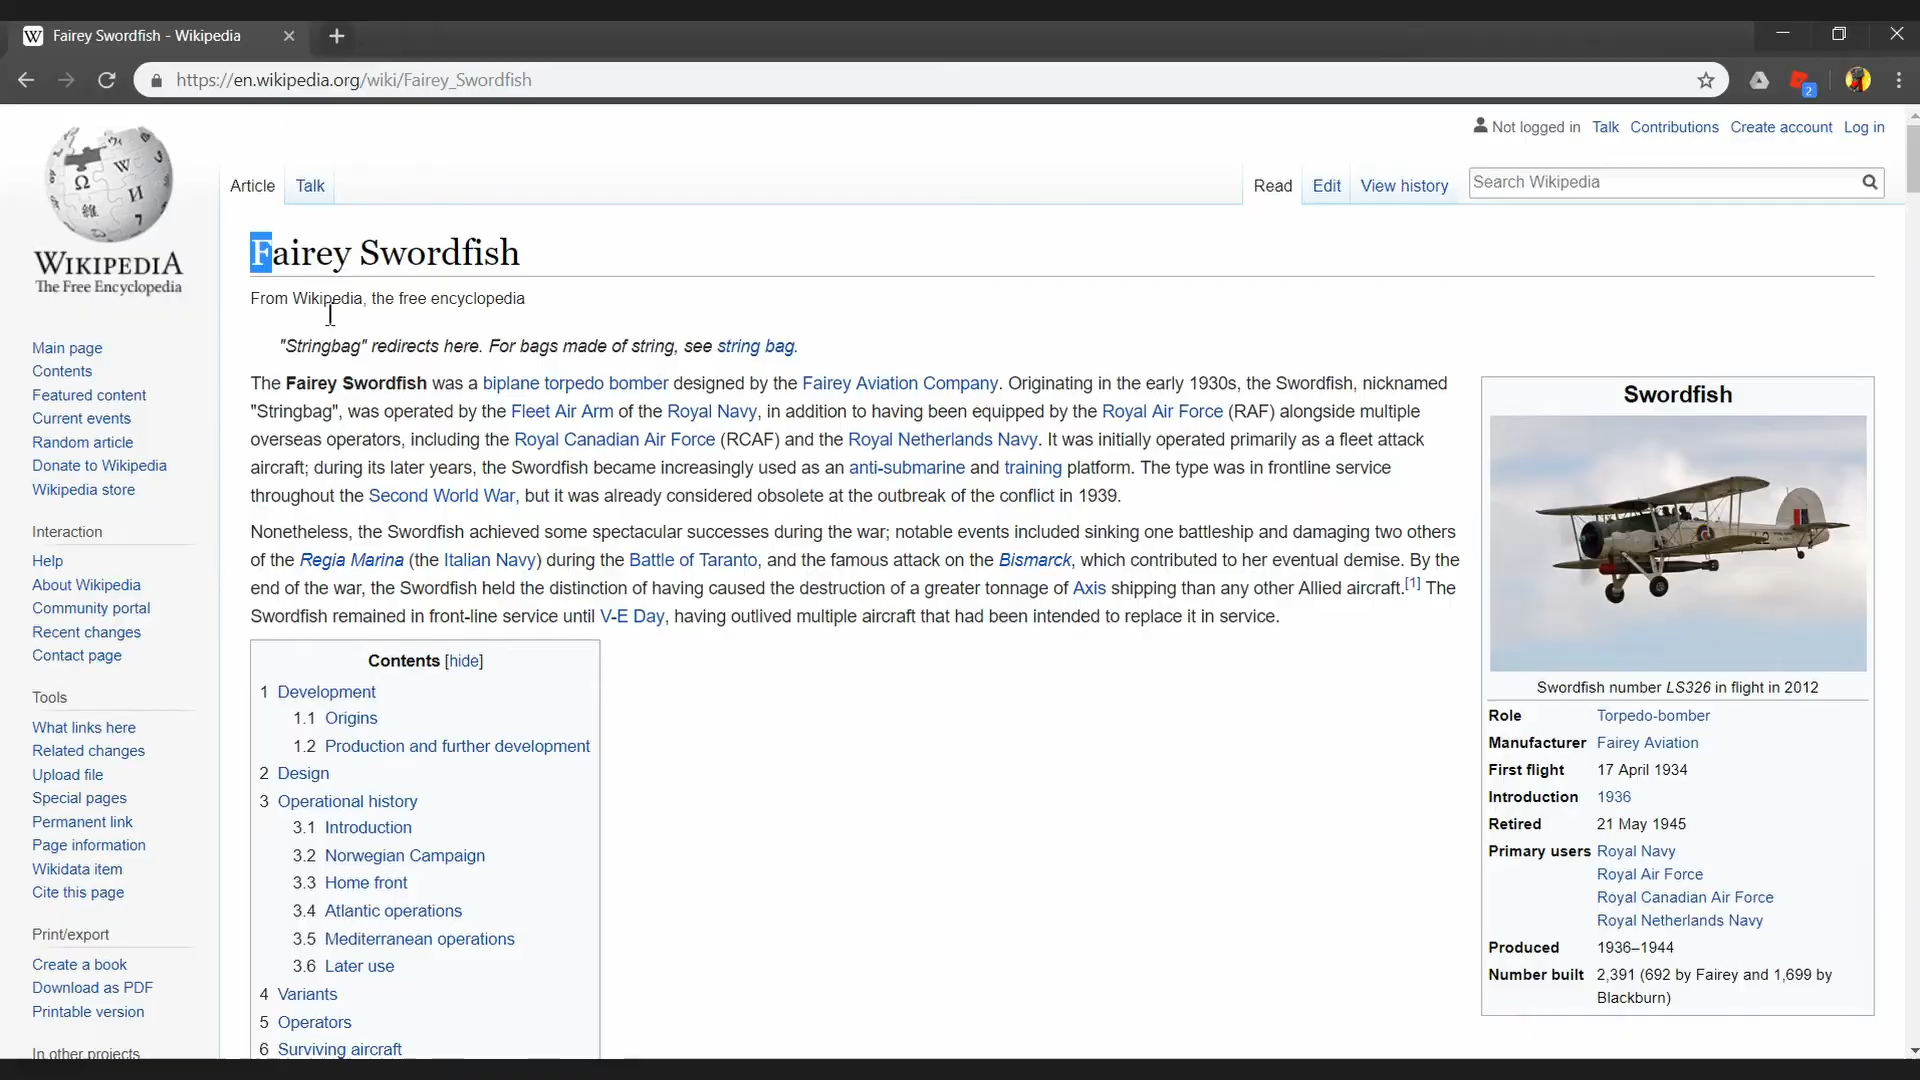 Fairey Swordfish - Wikipedia
https://en.wikipedia.org/wiki/Fairey_Swordfish
2
WIKIPEDIA
The Free Encyclopedia
Not logged in Talk Contributions Create account Log in
Article Talk
Read Edit View history Search Wikipedia
Fairey Swordfish
From Wikipedia, the free encyclopedia
"Stringbag" redirects here. For bags made of string, see string bag.
The Fairey Swordfish was a biplane torpedo bomber designed by the Fairey Aviation Company. Originating in the early 1930s, the Swordfish, nicknamed
"Stringbag", was operated by the Fleet Air Arm of the Royal Navy, in addition to having been equipped by the Royal Air Force (RAF) alongside multiple
overseas operators, including the Royal Canadian Air Force (RCAF) and the Royal Netherlands Navy. It was initially operated primarily as a fleet attack
aircraft; during its later years, the Swordfish became increasingly used as an anti-submarine and training platform. The type was in frontline service
throughout the Second World War, but it was already considered obsolete at the outbreak of the conflict in 1939.
Nonetheless, the Swordfish achieved some spectacular successes during the war; notable events included sinking one battleship and damaging two others
of the Regia Marina (the Italian Navy) during the Battle of Taranto, and the famous attack on the Bismarck, which contributed to her eventual demise. By the
end of the war, the Swordfish held the distinction of having caused the destruction of a greater tonnage of Axis shipping than any other Allied aircraft.[1] The
Swordfish remained in front-line service until V-E Day, having outlived multiple aircraft that had been intended to replace it in service.
Contents [hide]
1 Development
1.1 Origins
1.2 Production and further development
2 Design
3 Operational history
3.1 Introduction
3.2 Norwegian Campaign
3.3 Home front
3.4 Atlantic operations
3.5 Mediterranean operations
3.6 Later use
4 Variants
5 Operators
6 Surviving aircraft
Swordfish
Swordfish number LS326 in flight in 2012
Role Torpedo-bomber
Manufacturer Fairey Aviation
First flight 17 April 1934
Introduction 1936
Retired 21 May 1945
Primary users Royal Navy
Royal Air Force
Royal Canadian Air Force
Royal Netherlands Navy
Produced 1936–1944
Number built 2,391 (692 by Fairey and 1,699 by
Blackburn)
Main page
Contents
Featured content
Current events
Random article
Donate to Wikipedia
Wikipedia store
Interaction
Help
About Wikipedia
Community portal
Recent changes
Contact page
Tools
What links here
Related changes
Upload file
Special pages
Permanent link
Page information
Wikidata item
Cite this page
Print/export
Create a book
Download as PDF
Printable version
In other projects